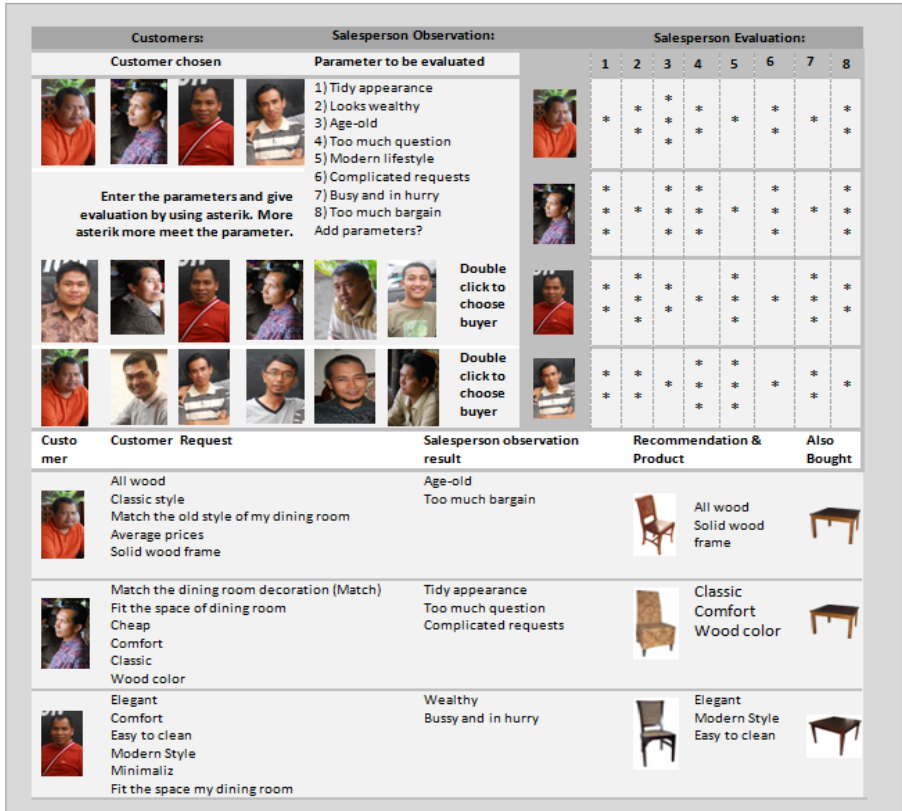 Customers: Salesperson Observation: Salesperson Evaluation:
Customer chosen Parameter to be evaluated 1 2 3 4 5 6 7 8
1) Tidy appearance
2) Looks wealthy
3) Age-old
4) Too much question
5) Modern lifestyle
6) Complicated requests
7) Busy and in hurry
8) Too much bargain
Add parameters?
Enter the parameters and give
evaluation by using asterik. More
asterik more meet the parameter.
* ** *** ** * ** * **
*** * *** *** * *** * ***
** *** ** * *** * *** **
** ** * *** *** * ** *
Double
click to
choose
buyer
Double
click to
choose
buyer
Custo
mer
Customer Request
Salesperson observation
result
Recommendation &
Product
Also
Bought
All wood
Classic style
Match the old style of my dining room
Average prices
Solid wood frame
Age-old
Too much bargain
All wood
Solid wood
frame
Match the dining room decoration (Match)
Fit the space of dining room
Cheap
Comfort
Classic
Wood color
Tidy appearance
Too much question
Complicated requests
Classic
Comfort
Wood color
Elegant
Comfort
Easy to clean
Modern Style
Minimaliz
Fit the space my dining room
Wealthy
Bussy and in hurry
Elegant
Modern Style
Easy to clean